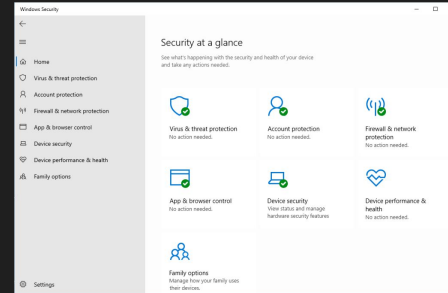 Windows Security
Home
Virus & threat protection
Account protection
Firewall & network protection
App & browser control
Device security
Device performance & health
Family options
Settings
Security at a glance
See what's happening with the security and health of your device
and take any actions needed.
Virus & threat protection
No action needed.
Account protection
No action needed.
Firewall & network
protection
No action needed.
App & browser control
No action needed.
Device security
View status and manage
hardware security features
Device performance &
health
No action needed.
Family options
Manage how your family uses
their devices.